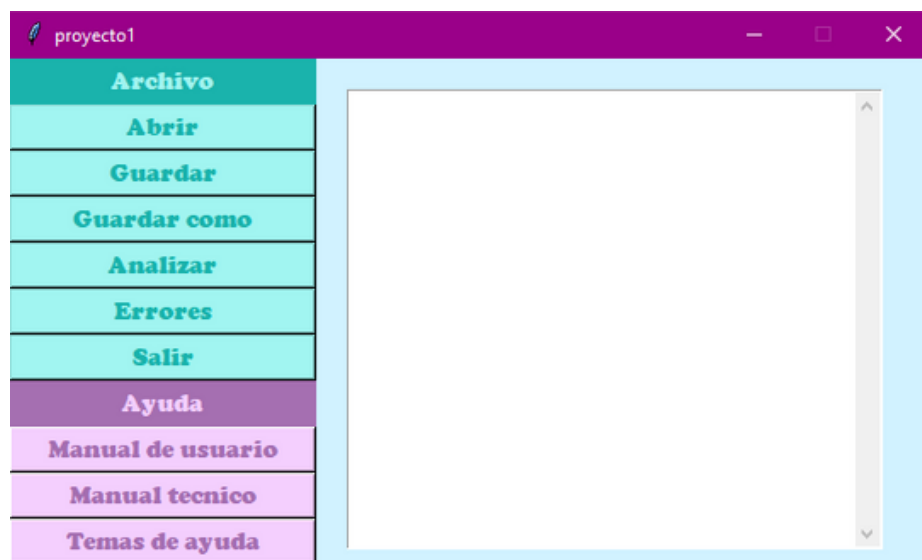 proyecto1
Archivo
Abrir
Guardar
Guardar como
Analizar
Errores
Salir
Ayuda
Manual de usuario
Manual tecnico
Temas de ayuda